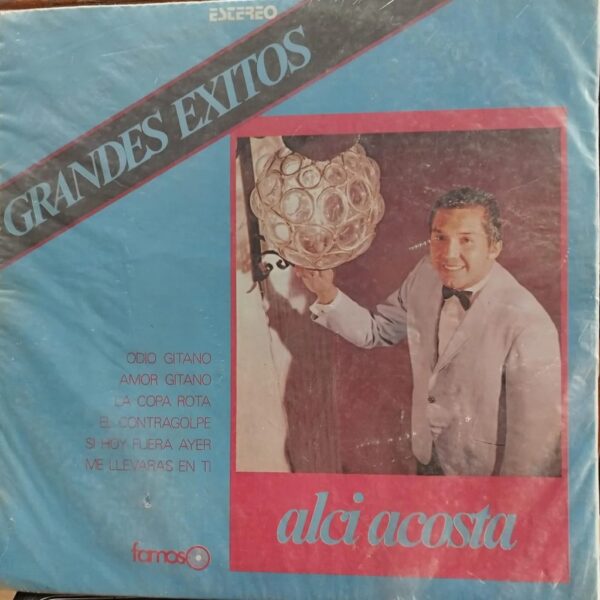 ESTEREO
GRANDES EXITOS
ODIO GITANO
AMOR GITANO
LA COPA ROTA
EL CONTRAGOLPE
SI HOY FUERA AYER
ME LLEVARAS EN TI
alci acosta
famoso